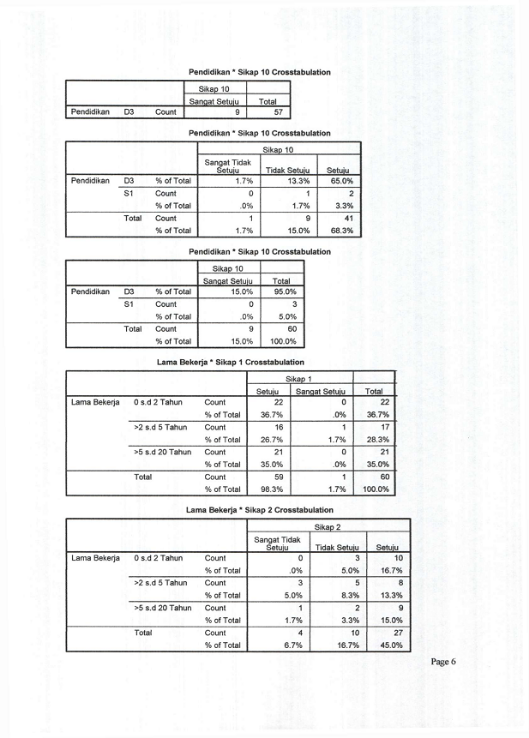 Pendidikan * Sikap 10 Crosstabulation
Sikap 10
Sangat Setuju Total
Pendidikan D3 Count 9 57
Pendidikan * Sikap 10 Crosstabulation
Sikap 10
Sangat Tidak Setuju Tidak Setuju Setuju
Pendidikan D3 % of Total 1.7% 13.3% 65.0%
S1 Count 0 1 2
% of Total .0% 1.7% 3.3%
Total Count 1 9 41
% of Total 1.7% 15.0% 68.3%
Pendidikan * Sikap 10 Crosstabulation
Sikap 10
Sangat Setuju Total
Pendidikan D3 % of Total 15.0% 95.0%
S1 Count 0 3
% of Total .0% 5.0%
Total Count 9 60
% of Total 15.0% 100.0%
Lama Bekerja * Sikap 1 Crosstabulation
Sikap 1
Setuju Sangat Setuju Total
Lama Bekerja 0 s.d 2 Tahun Count 22 0 22
% of Total 36.7% .0% 36.7%
>2 s.d 5 Tahun Count 16 1 17
% of Total 26.7% 1.7% 28.3%
>5 s.d 20 Tahun Count 21 0 21
% of Total 35.0% .0% 35.0%
Total Count 59 1 60
% of Total 98.3% 1.7% 100.0%
Lama Bekerja * Sikap 2 Crosstabulation
Sikap 2
Sangat Tidak Setuju Tidak Setuju Setuju
Lama Bekerja 0 s.d 2 Tahun Count 0 3 10
% of Total .0% 5.0% 16.7%
>2 s.d 5 Tahun Count 3 5 8
% of Total 5.0% 8.3% 13.3%
>5 s.d 20 Tahun Count 1 2 9
% of Total 1.7% 3.3% 15.0%
Total Count 4 10 27
% of Total 6.7% 16.7% 45.0%
Page 6